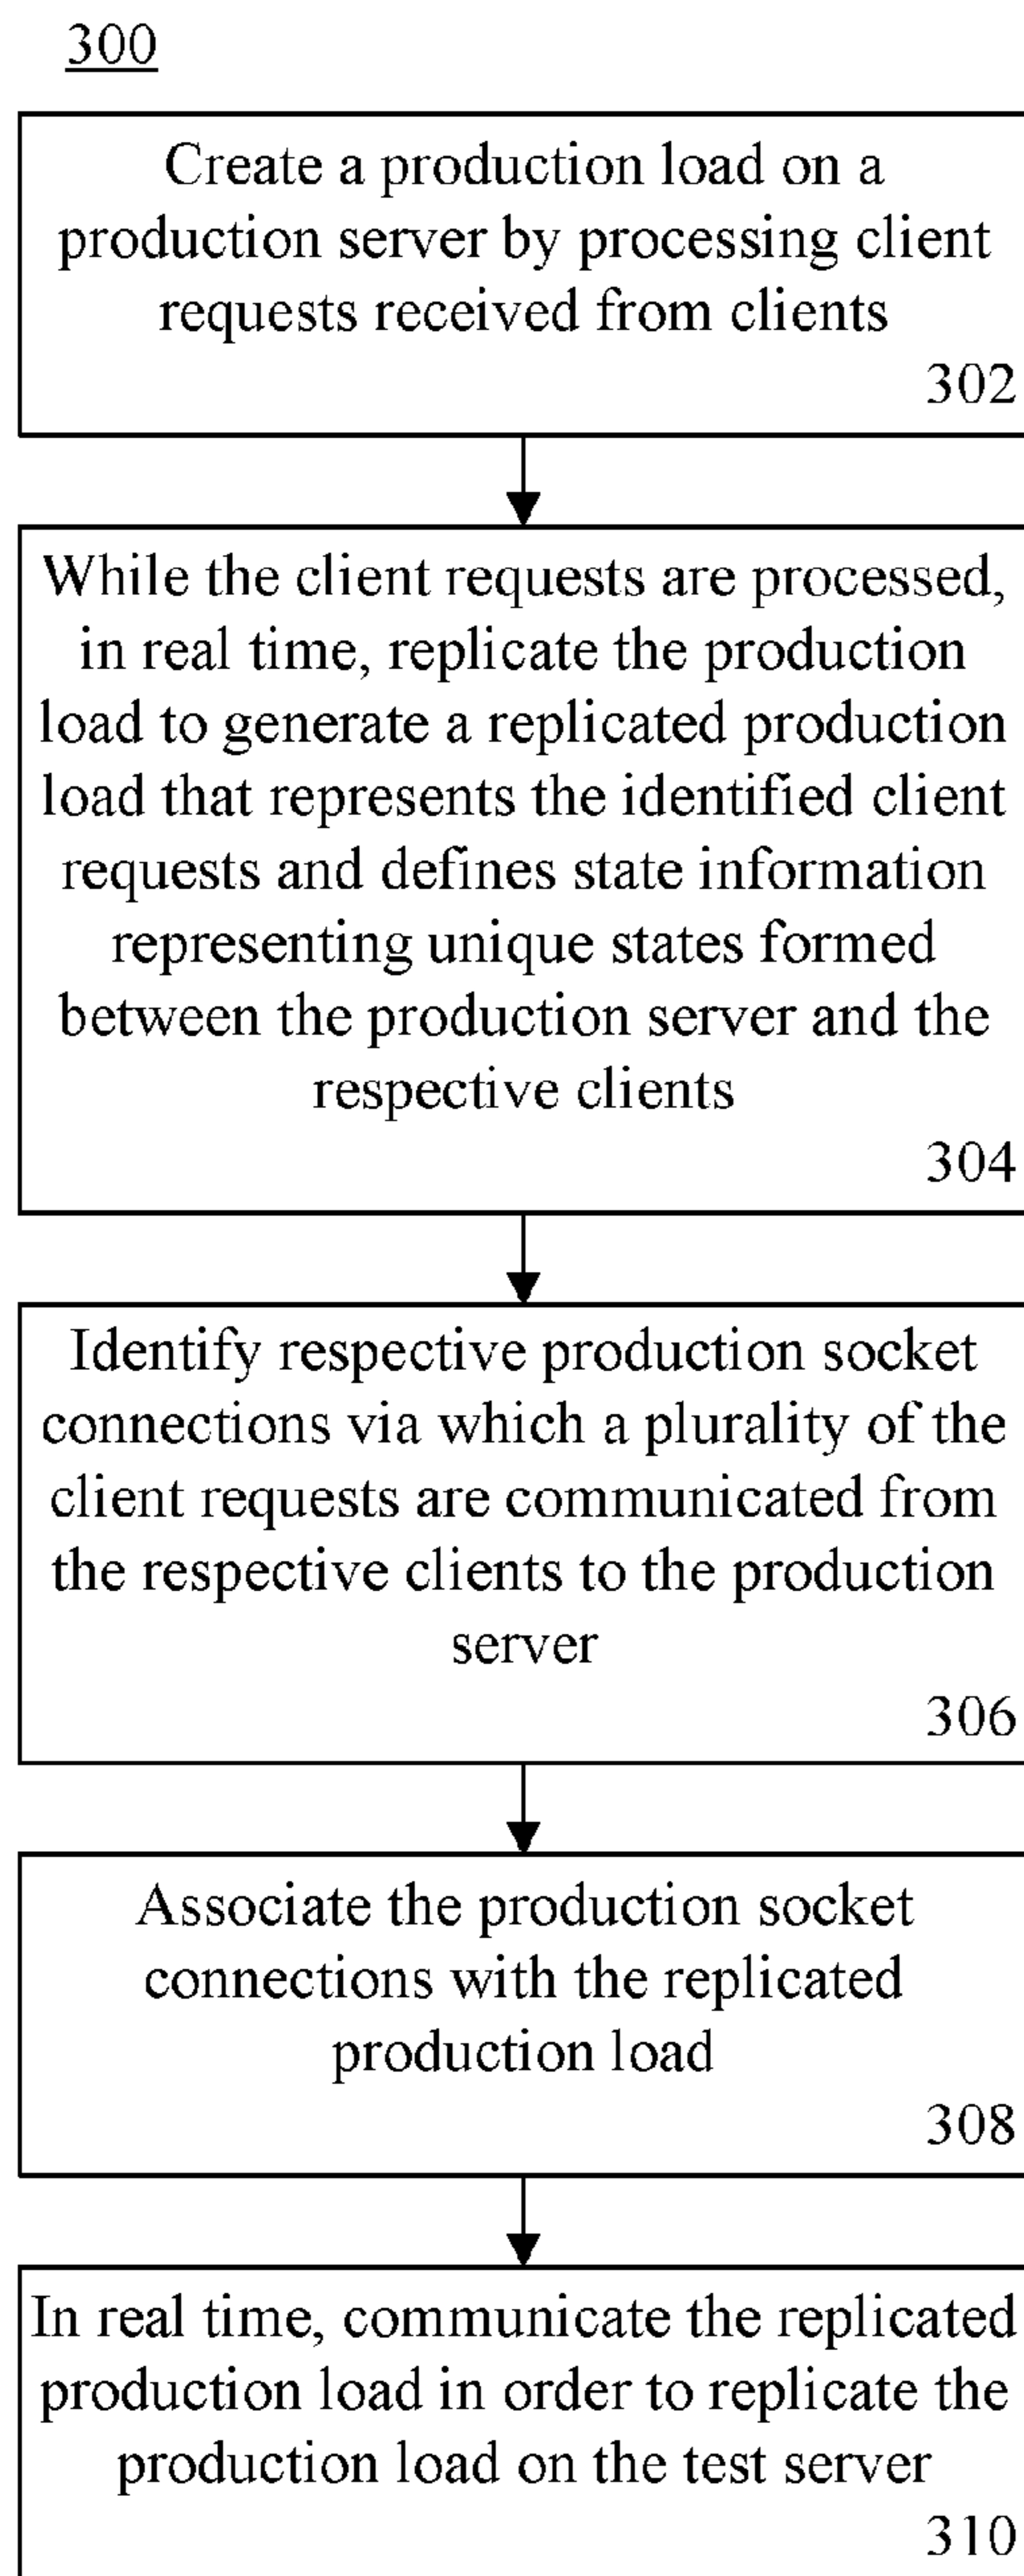 300
Create a production load on a
production server by processing client
requests received from clients
302
While the client requests are processed,
in real time, replicate the production
load to generate a replicated production
load that represents the identified client
requests and defines state information
representing unique states formed
between the production server and the
respective clients
304
Identify respective production socket
connections via which a plurality of the
client requests are communicated from
the respective clients to the production
server
306
Associate the production socket
connections with the replicated
production load
308
In real time, communicate the replicated
production load in order to replicate the
production load on the test server
310